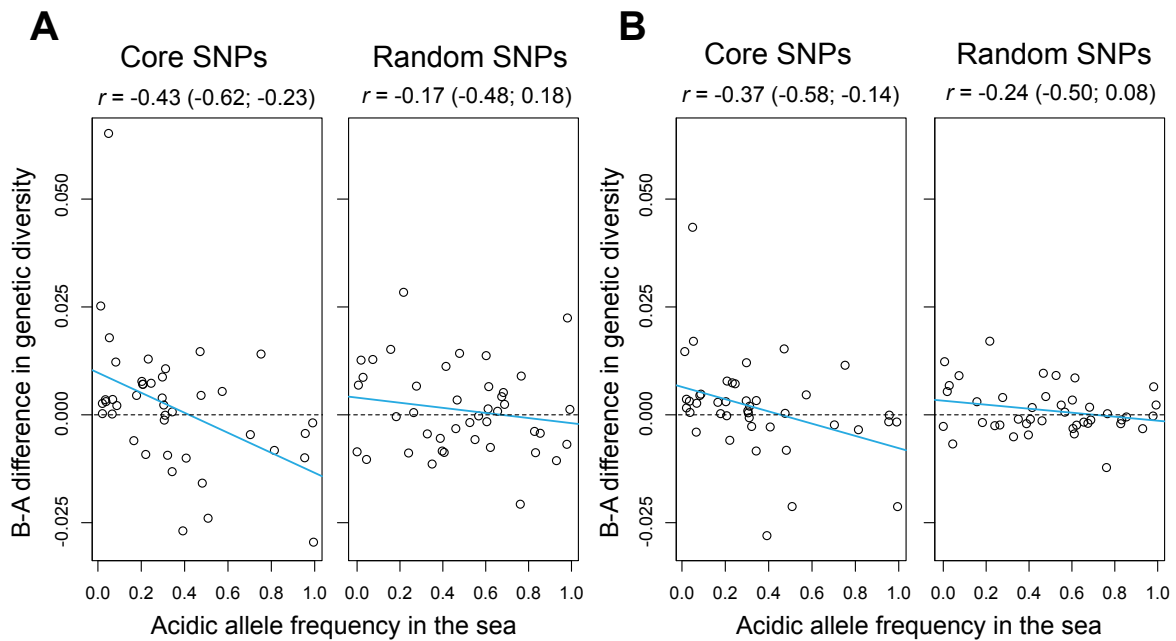 A
Core SNPs
r = -0.43 (-0.62; -0.23)
Random SNPs
r = -0.17 (-0.48; 0.18)
B-A difference in genetic diversity
0.050
0.025
0.000
-0.025
0.0 0.2 0.4 0.6 0.8 1.0
0.0 0.2 0.4 0.6 0.8 1.0
Acidic allele frequency in the sea
B
Core SNPs
r = -0.37 (-0.58; -0.14)
Random SNPs
r = -0.24 (-0.50; 0.08)
B-A difference in genetic diversity
0.050
0.025
0.000
-0.025
0.0 0.2 0.4 0.6 0.8 1.0
0.0 0.2 0.4 0.6 0.8 1.0
Acidic allele frequency in the sea